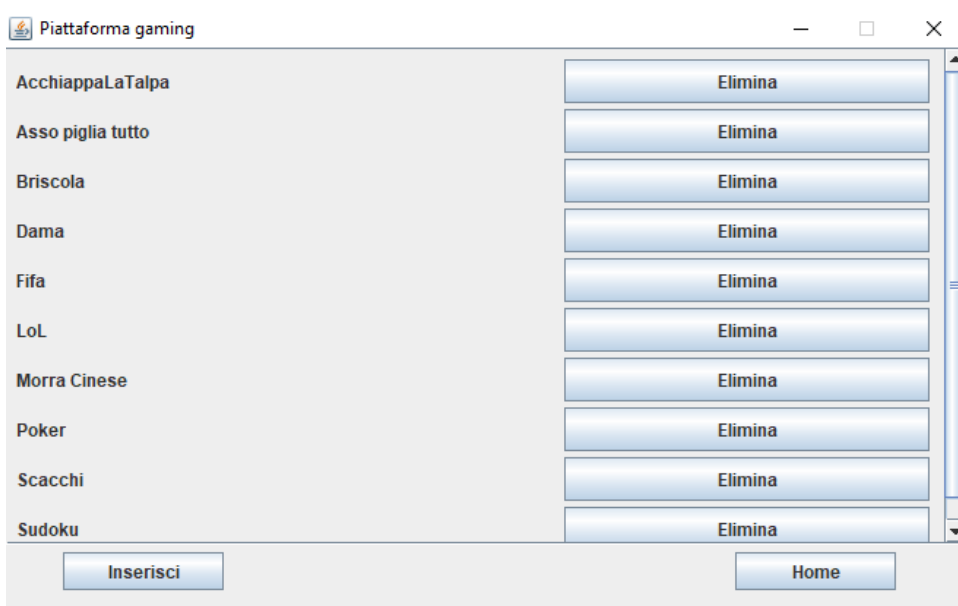 Piattaforma gaming
AcchiappaLaTalpa Elimina
Asso piglia tutto Elimina
Briscola Elimina
Dama Elimina
Fifa Elimina
LoL Elimina
Morra Cinese Elimina
Poker Elimina
Scacchi Elimina
Sudoku Elimina
Inserisci Home